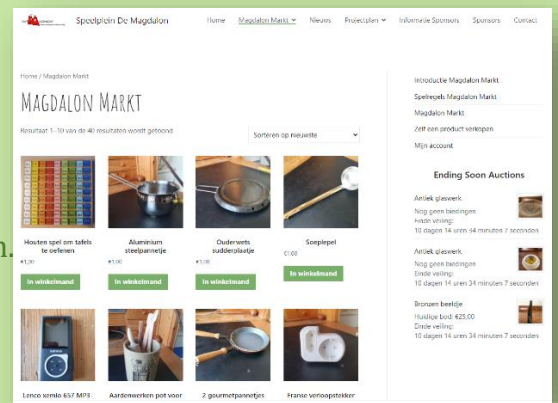 Speelplein De Magdalon
Home Magdalon Markt Nieuws Projectplan Informatie Sponsors Sponsors Contact
Home / Magdalon Markt
MAGDALON MARKT
Resultaat 1–10 van de 40 resultaten wordt getoond
Sorteren op nieuwste
Houten spel om tafels
te oefenen
€1,00
In winkelmand
Aluminium
steelpannetje
€1,00
In winkelmand
Ouderwets
sudderplaatje
€1,00
In winkelmand
Soeplepel
€1,00
In winkelmand
Lenco xemio 657 MP3
Aardenwerken pot voor
2 gourmetpannetjes
Franse verloopstekker
Introductie Magdalon Markt
Spelregels Magdalon Markt
Magdalon Markt
Zelf een product verkopen
Mijn account
Ending Soon Auctions
Antiek glaswerk
Nog geen biedingen
Einde veiling:
10 dagen 14 uren 34 minuten 7 seconden
Antiek glaswerk
Nog geen biedingen
Einde veiling:
10 dagen 14 uren 34 minuten 7 seconden
Bronzen beeldje
Huidige bod: €25,00
Einde veiling:
10 dagen 14 uren 34 minuten 7 seconden
n.